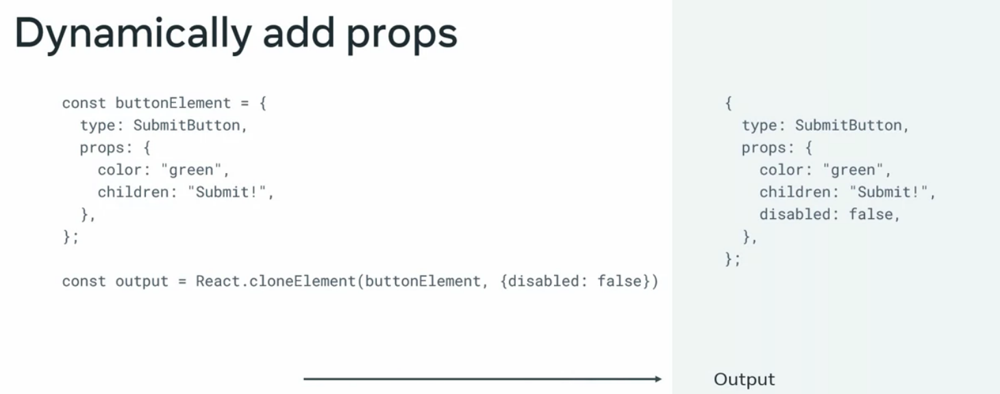 Dynamically add props
const buttonElement = {
  type: SubmitButton,
  props: {
    color: "green",
    children: "Submit!",
  },
};
const output = React.cloneElement(buttonElement, {disabled: false})
{
  type: SubmitButton,
  props: {
    color: "green",
    children: "Submit!",
    disabled: false,
  },
};
Output